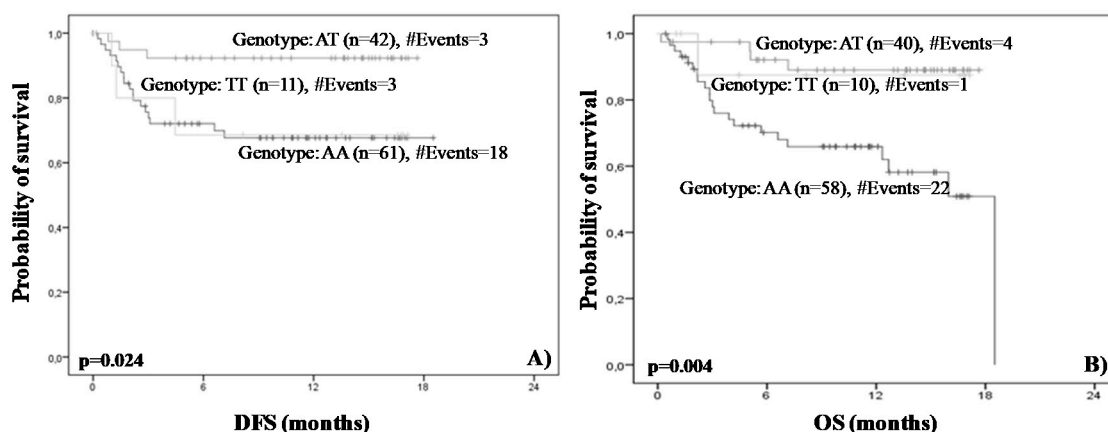 Probability of survival
1,0
0,8
0,6
0,4
0,2
0,0
Genotype: AT (n=42), #Events=3
Genotype: TT (n=11), #Events=3
Genotype: AA (n=61), #Events=18
p=0.024
A)
0 6 12 18 24
DFS (months)
Probability of survival
1,0
0,8
0,6
0,4
0,2
0,0
Genotype: AT (n=40), #Events=4
Genotype: TT (n=10), #Events=1
Genotype: AA (n=58), #Events=22
p=0.004
B)
0 6 12 18 24
OS (months)